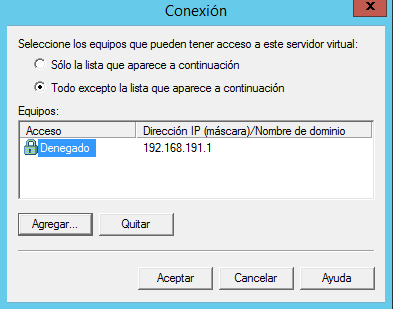 Conexión
x
Seleccione los equipos que pueden tener acceso a este servidor virtual:
Sólo la lista que aparece a continuación
Todo excepto la lista que aparece a continuación
Equipos:
Acceso Dirección IP (máscara)/Nombre de dominio
Denegado 192.168.191.1
Agregar... Quitar
Aceptar Cancelar Ayuda